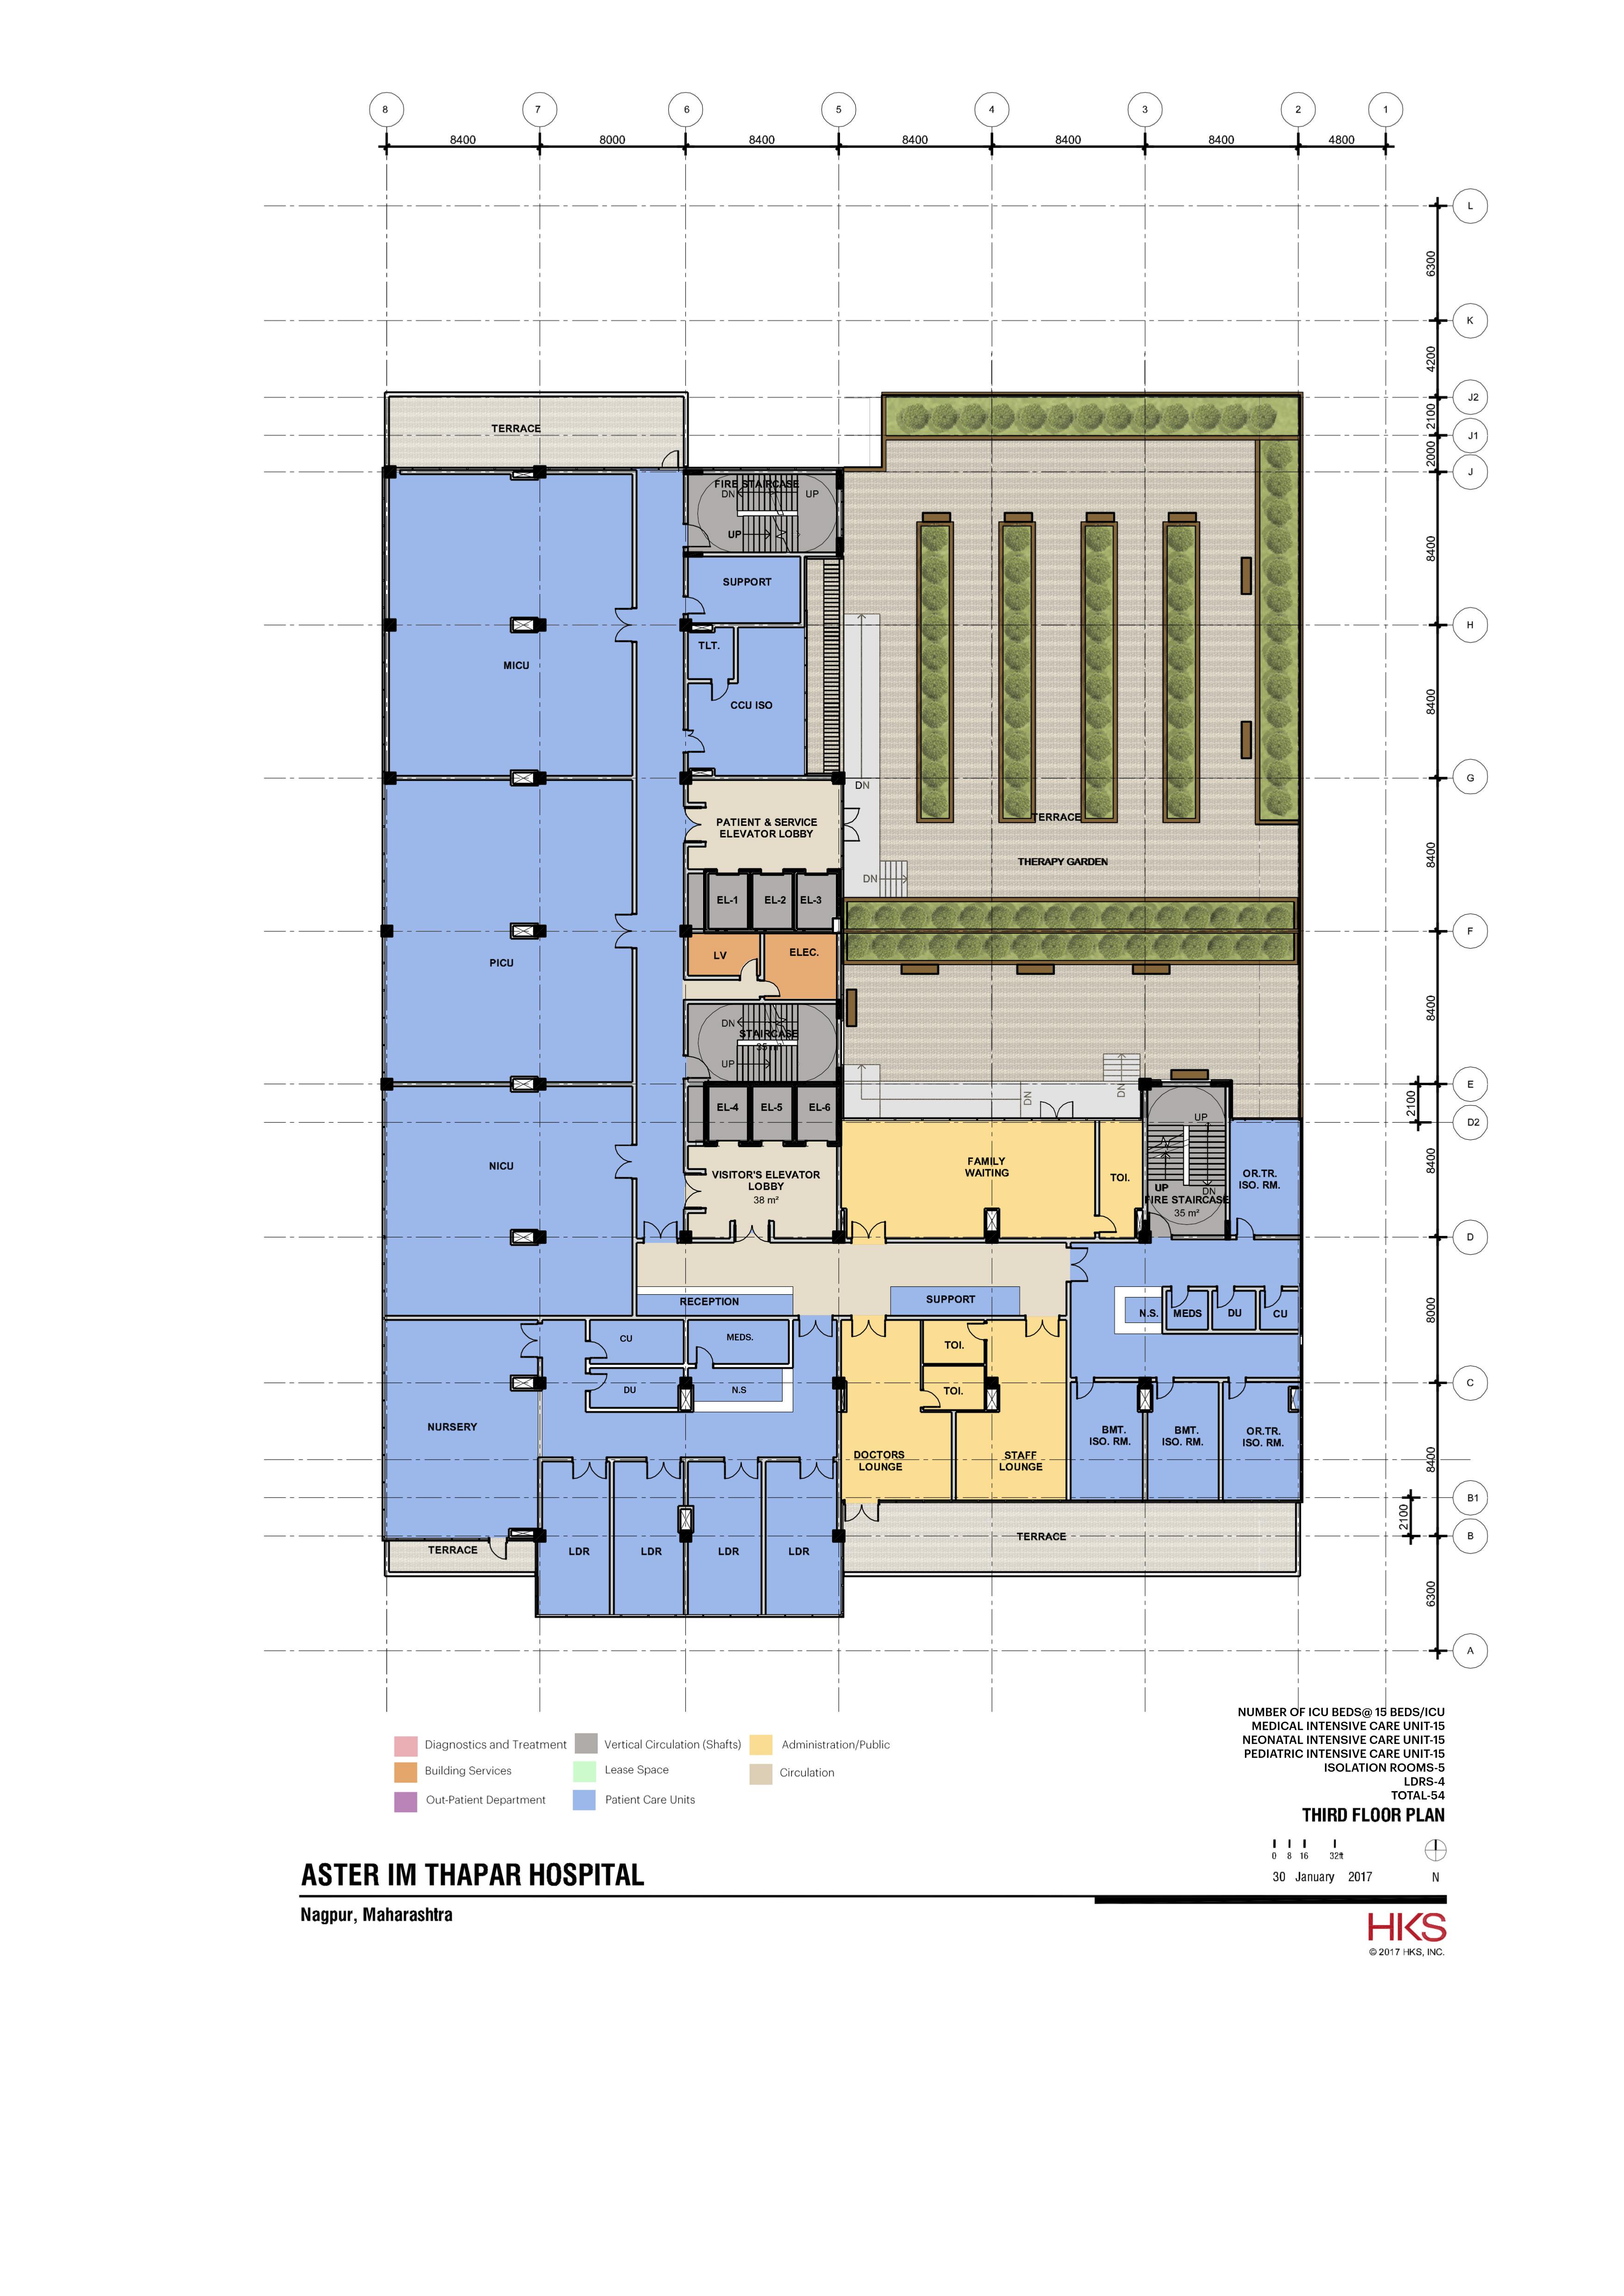 8 7 6 5 4 3 2 1
8400 8000 8400 8400 8400 8400 4800
L
6300
K
4200
J2
2100
J1
2000
J
TERRACE
FIRE STAIRCASE
DN UP
UP
8400
SUPPORT
H
TLT.
MICU
CCU ISO
8400
G
DN
PATIENT & SERVICE
ELEVATOR LOBBY
TERRACE
8400
THERAPY GARDEN
DN
EL-1 EL-2 EL-3
F
LV ELEC.
PICU
8400
DN
STAIRCASE
35 m²
UP
E
DN
DN
2100
EL-4 EL-5 EL-6
UP
D2
FAMILY
WAITING
8400
NICU
VISITOR'S ELEVATOR
LOBBY
38 m²
TOI.
OR.TR.
ISO. RM.
UP DN
FIRE STAIRCASE
35 m²
D
RECEPTION
SUPPORT
N.S. MEDS DU CU
8000
CU
MEDS.
TOI.
C
DU
N.S
TOI.
NURSERY
BMT.
ISO. RM.
BMT.
ISO. RM.
OR.TR.
ISO. RM.
DOCTORS
LOUNGE
STAFF
LOUNGE
8400
B1
2100
B
TERRACE
TERRACE
LDR LDR LDR LDR
6300
A
NUMBER OF ICU BEDS@ 15 BEDS/ICU
MEDICAL INTENSIVE CARE UNIT-15
NEONATAL INTENSIVE CARE UNIT-15
PEDIATRIC INTENSIVE CARE UNIT-15
ISOLATION ROOMS-5
LDRS-4
TOTAL-54
THIRD FLOOR PLAN
Diagnostics and Treatment
Vertical Circulation (Shafts)
Administration/Public
Building Services
Lease Space
Circulation
Out-Patient Department
Patient Care Units
0 8 16 32ft
30 January 2017
N
ASTER IM THAPAR HOSPITAL
Nagpur, Maharashtra
HKS
© 2017 HKS, INC.